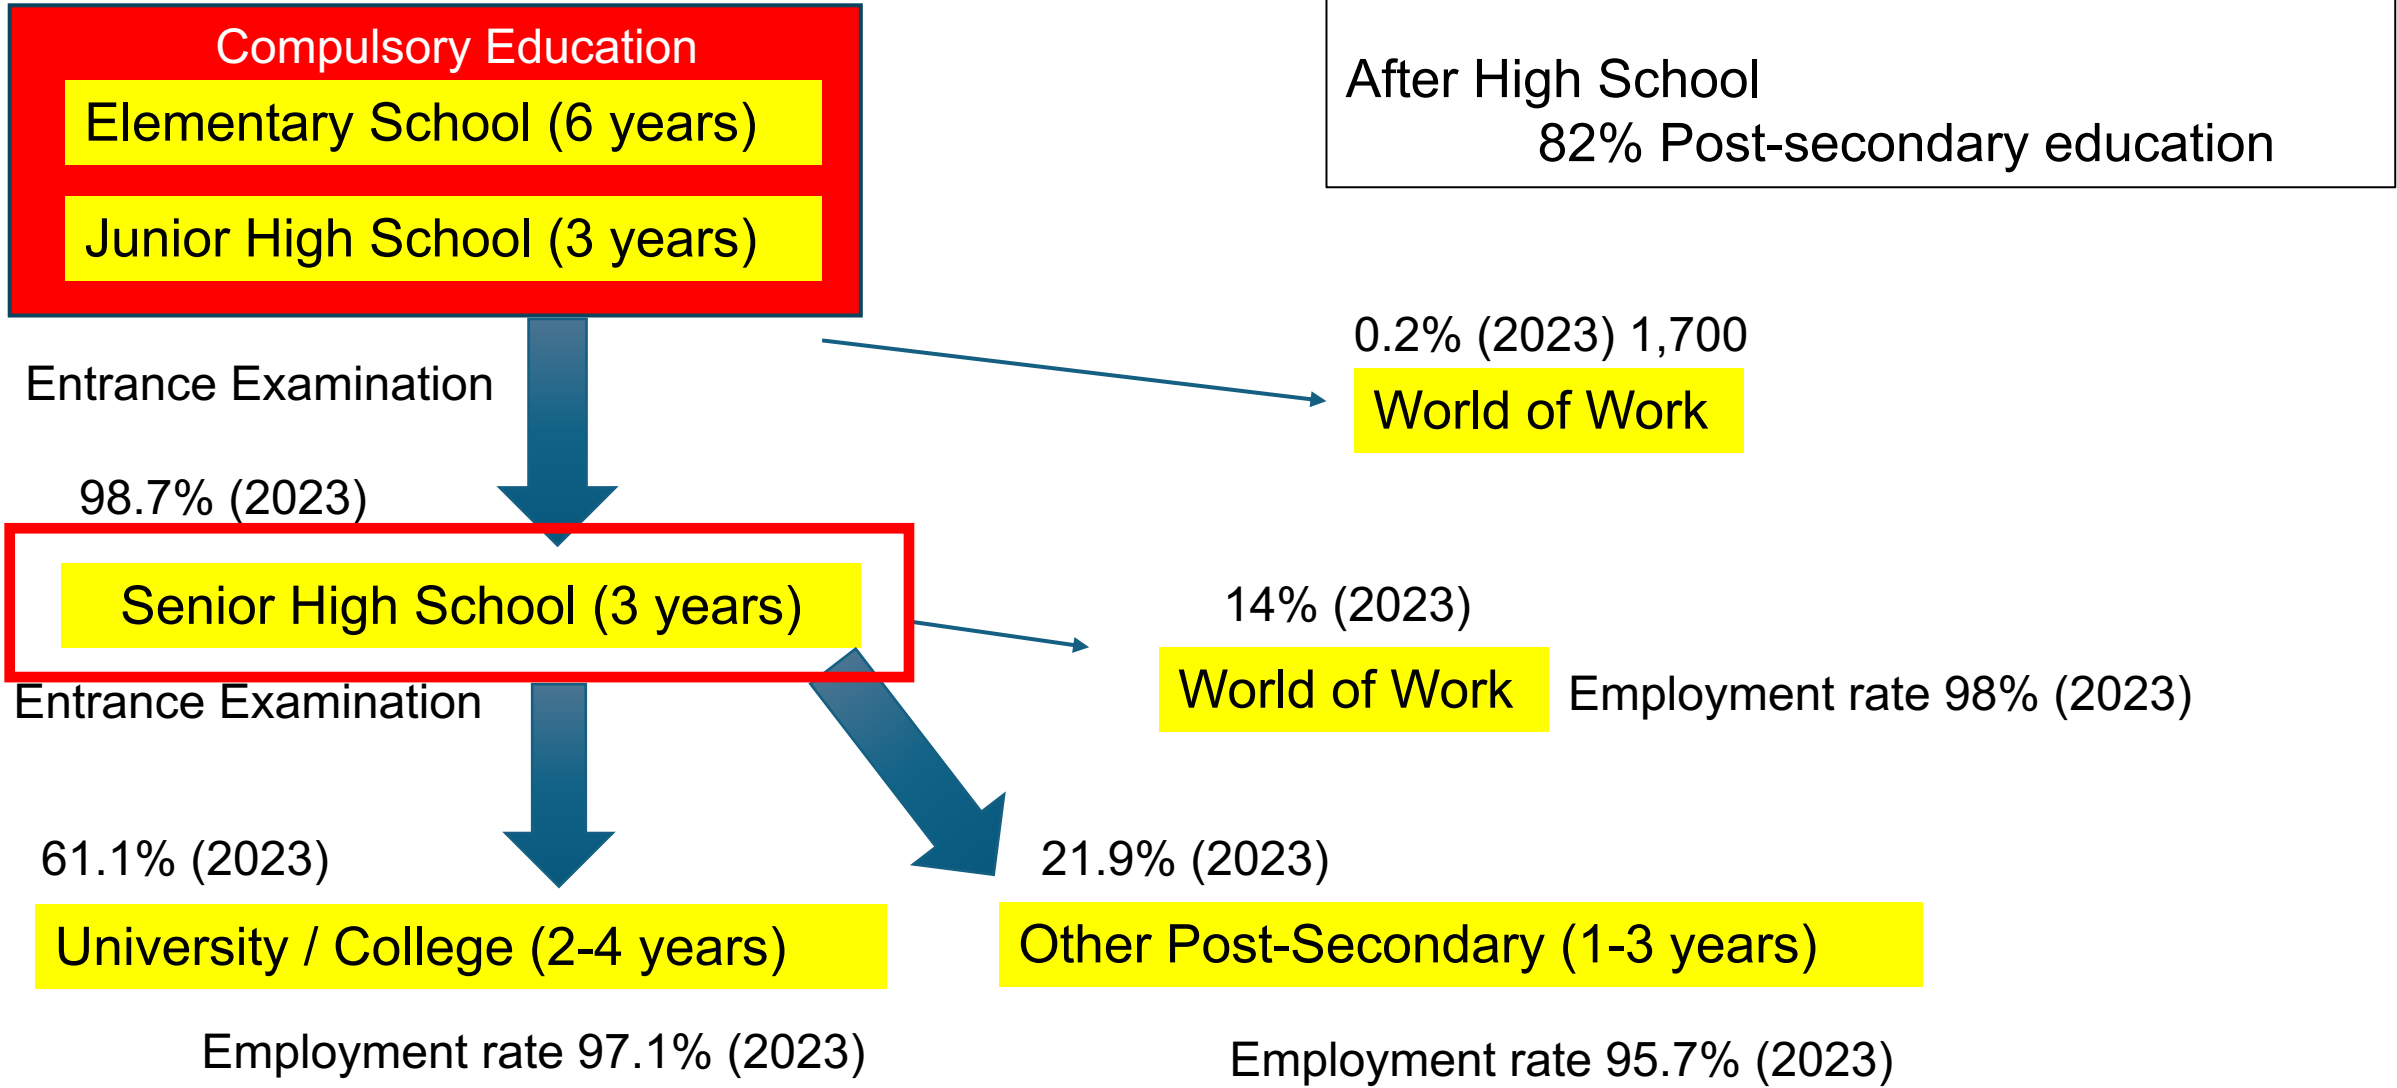 Compulsory Education
Elementary School (6 years)
Junior High School (3 years)
After High School
82% Post-secondary education
Entrance Examination
0.2% (2023) 1,700
World of Work
98.7% (2023)
Senior High School (3 years)
14% (2023)
World of Work
Employment rate 98% (2023)
Entrance Examination
61.1% (2023)
21.9% (2023)
University / College (2-4 years)
Other Post-Secondary (1-3 years)
Employment rate 97.1% (2023)
Employment rate 95.7% (2023)